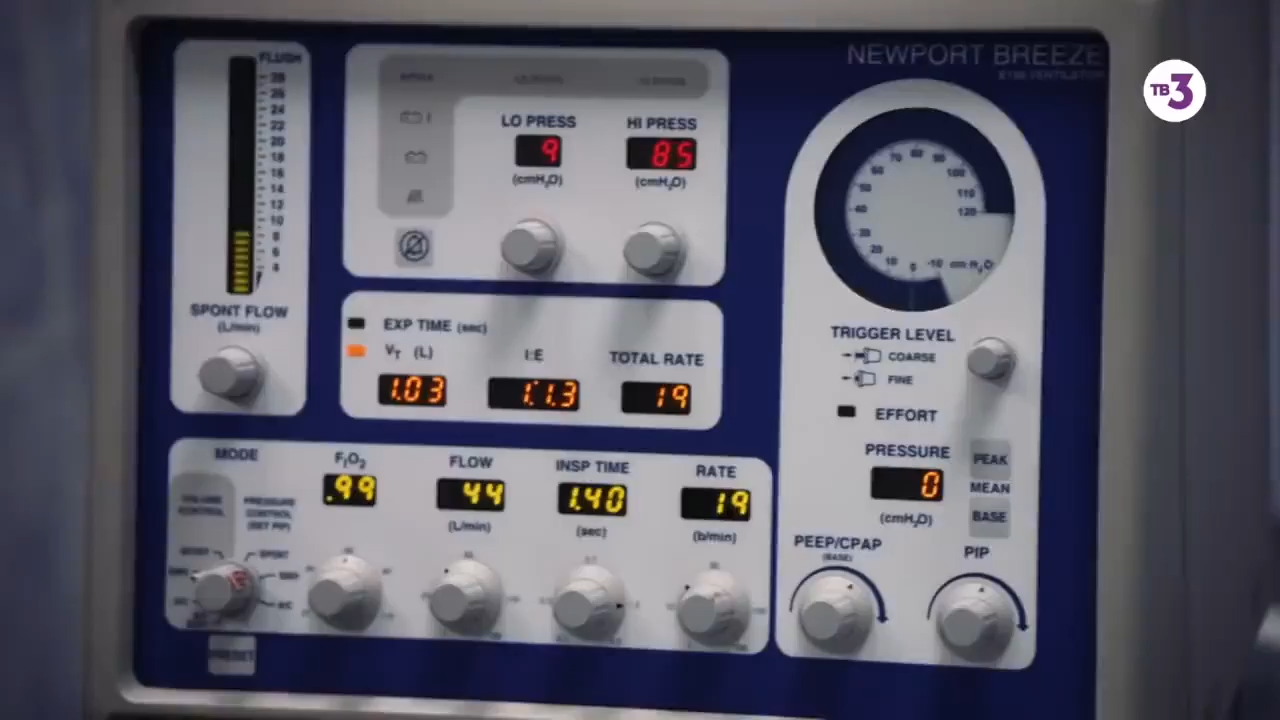 NEWPORT BREEZE
E150 VENTILATOR
ТВ3
FLUSH
28
26
24
22
20
18
16
14
12
10
8
6
4
SPONT FLOW
(L/min)
LO PRESS
HI PRESS
9
85
(cmH₂O)
(cmH₂O)
EXP TIME (sec)
VT (L)
I:E
TOTAL RATE
1.03
1:1.3
19
MODE
FIO2
FLOW
INSP TIME
RATE
.99
44
1.40
19
(L/min)
(sec)
(b/min)
VOLUME CONTROL
PRESSURE CONTROL
(SET PIP)
SPONT
PRESET
60
70
80
90
100
110
120
50
40
30
20
10
0
-10
cm H₂O
TRIGGER LEVEL
COARSE
FINE
EFFORT
PRESSURE
0
(cmH₂O)
PEAK
MEAN
BASE
PEEP/CPAP
(BASE)
PIP